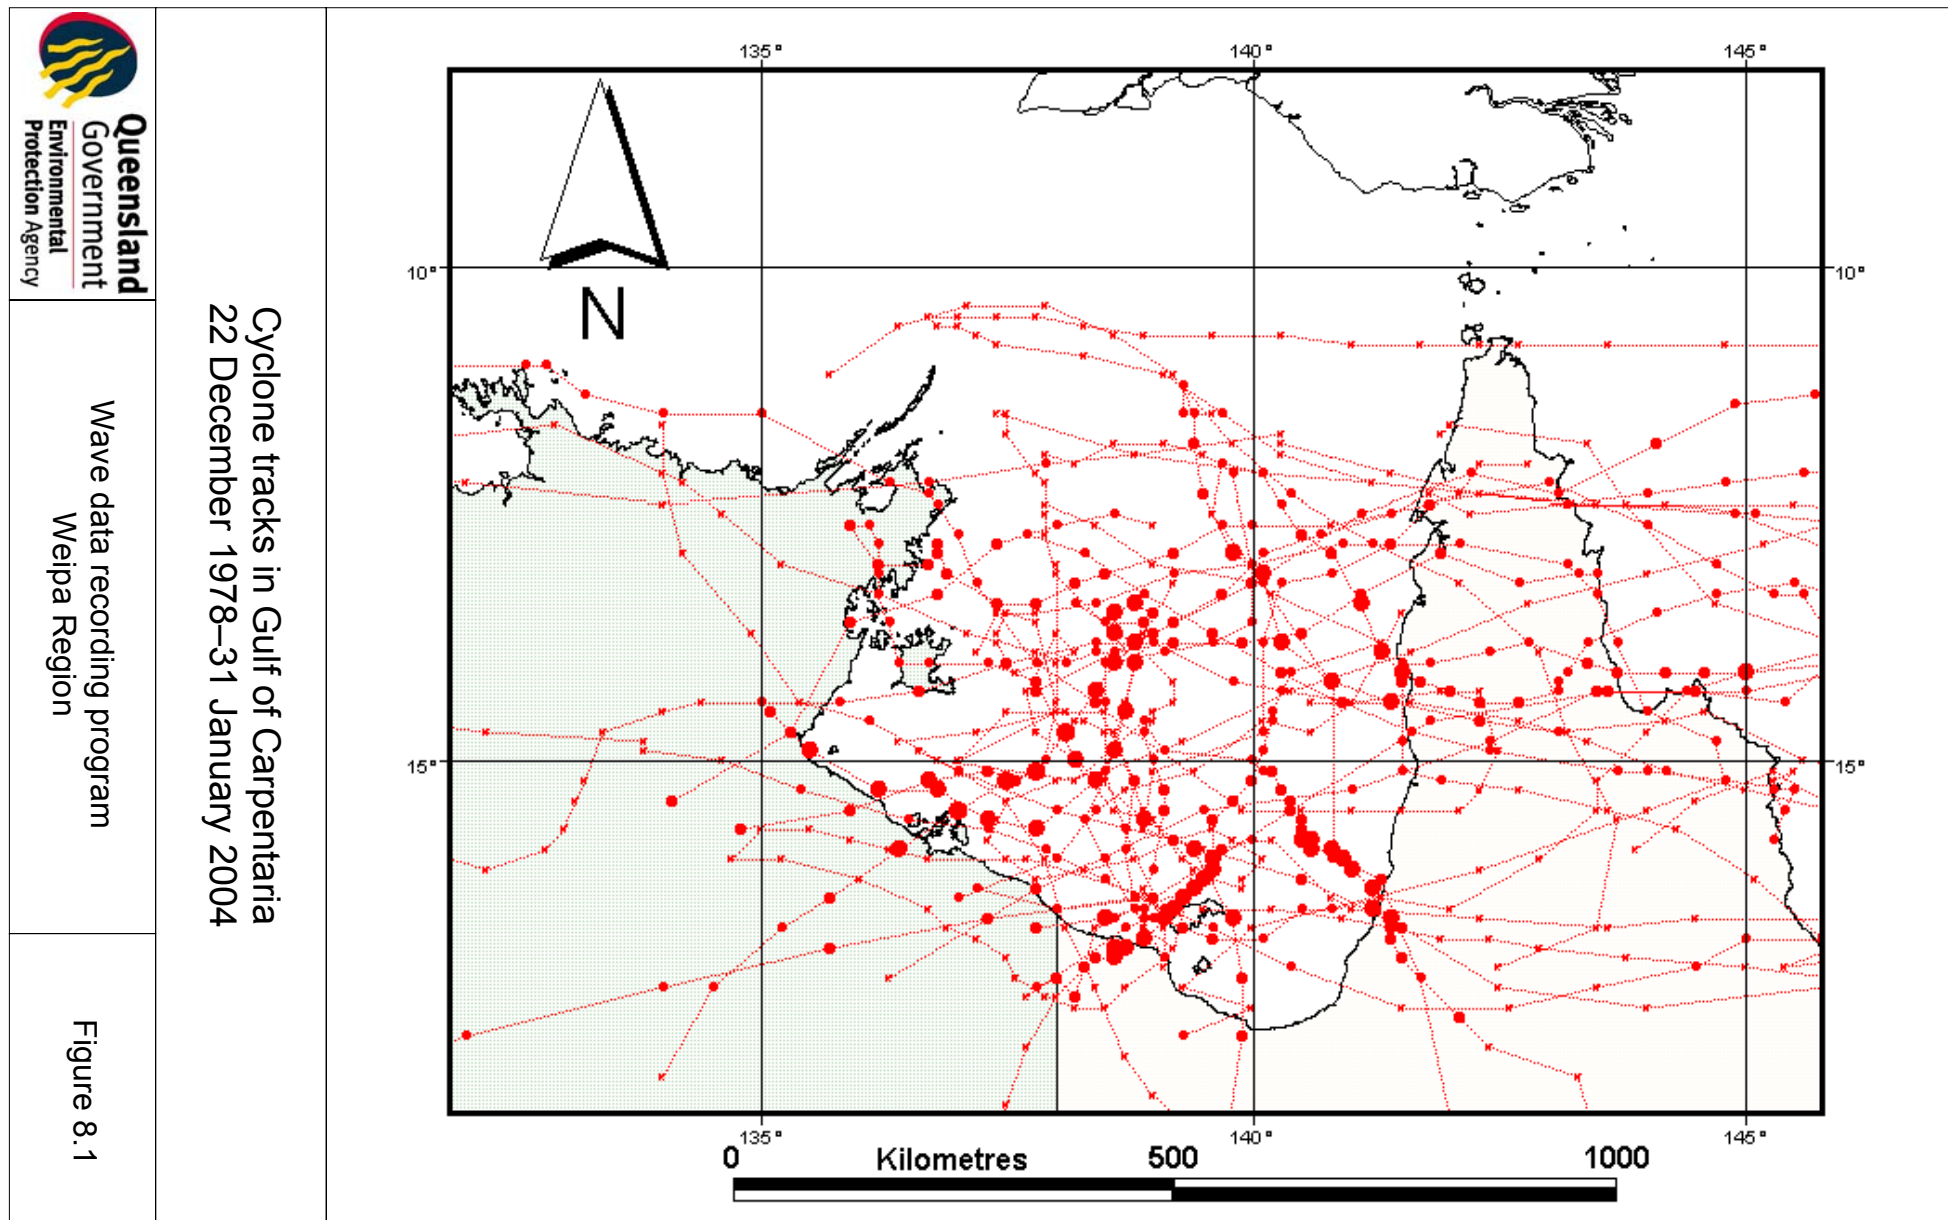 Queensland
Government
Environmental
Protection Agency
Cyclone tracks in Gulf of Carpentaria
22 December 1978–31 January 2004
Wave data recording program
Weipa Region
Figure 8.1
135°
140°
145°
10°
10°
N
15°
15°
135°
140°
145°
0
Kilometres
500
1000